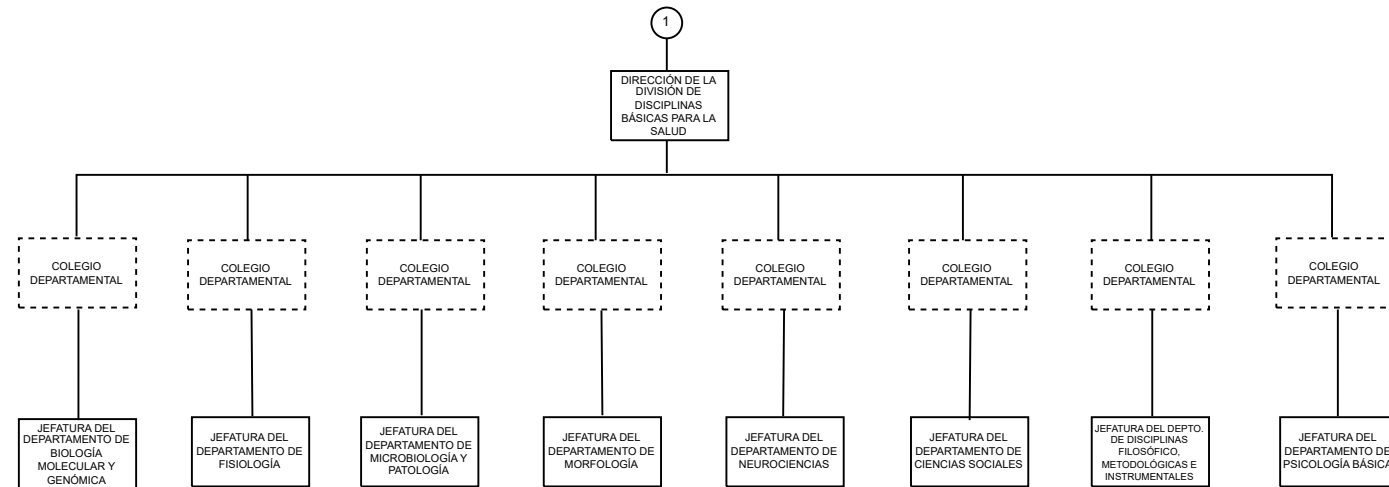 1
DIRECCIÓN DE LA
DIVISIÓN DE
DISCIPLINAS
BÁSICAS PARA LA
SALUD
COLEGIO
DEPARTAMENTAL
COLEGIO
DEPARTAMENTAL
COLEGIO
DEPARTAMENTAL
COLEGIO
DEPARTAMENTAL
COLEGIO
DEPARTAMENTAL
COLEGIO
DEPARTAMENTAL
COLEGIO
DEPARTAMENTAL
COLEGIO
DEPARTAMENTAL
JEFATURA DEL
DEPARTAMENTO DE
BIOLOGÍA
MOLECULAR Y
GENÓMICA
JEFATURA DEL
DEPARTAMENTO DE
FISIOLOGÍA
JEFATURA DEL
DEPARTAMENTO DE
MICROBIOLOGÍA Y
PATOLOGÍA
JEFATURA DEL
DEPARTAMENTO DE
MORFOLOGÍA
JEFATURA DEL
DEPARTAMENTO DE
NEUROCIENCIAS
JEFATURA DEL
DEPARTAMENTO DE
CIENCIAS SOCIALES
JEFATURA DEL DEPTO.
DE DISCIPLINAS
FILOSÓFICO,
METODOLÓGICAS E
INSTRUMENTALES
JEFATURA DEL
DEPARTAMENTO DE
PSICOLOGÍA BÁSICA